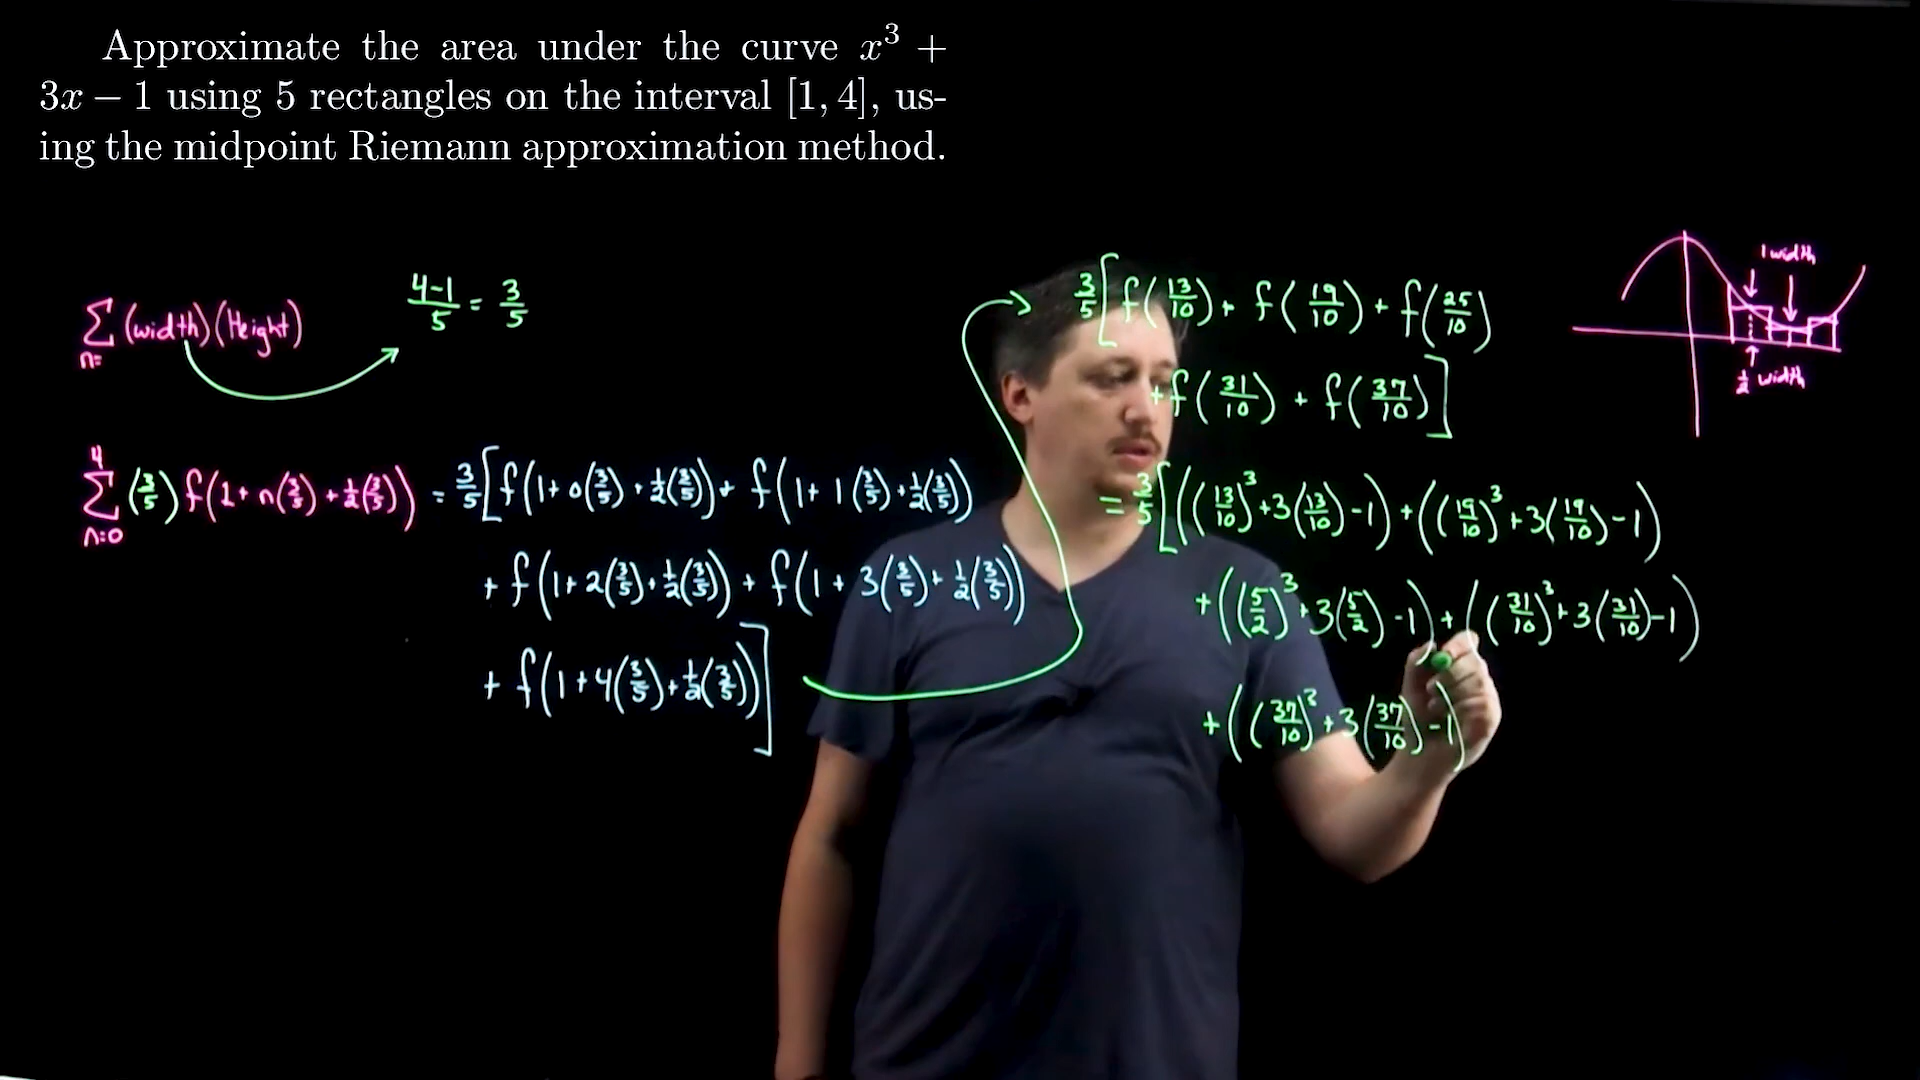 Approximate the area under the curve x³ +
3x − 1 using 5 rectangles on the interval [1, 4], us-
ing the midpoint Riemann approximation method.
∑ (width)(Height)
n=
(4-1)/5 = 3/5
4
∑ (3/5) f(1+n(3/5)+1/2(3/5)) = 3/5[f(1+0(3/5)+1/2(3/5))+ f(1+1(3/5)+1/2(3/5))
n=0
+ f(1+2(3/5)+1/2(3/5)) + f(1+3(3/5)+1/2(3/5))
+ f(1+4(3/5)+1/2(3/5))]
3/5[f(13/10)+ f(19/10) + f(25/10)
+f(31/10) + f(37/10)]
= 3/5[((13/10)³+3(13/10)-1)+((19/10)³+3(19/10)-1)
+((5/2)³+3(5/2)-1)+((31/10)³+3(31/10)-1)
+((37/10)³+3(37/10)-1)
1 width
1/2 width